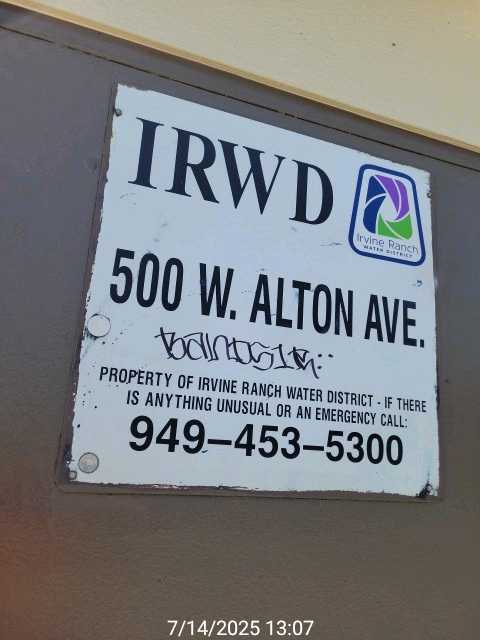 IRWD
Irvine Ranch
WATER DISTRICT
500 W. ALTON AVE.
PROPERTY OF IRVINE RANCH WATER DISTRICT - IF THERE
IS ANYTHING UNUSUAL OR AN EMERGENCY CALL:
949-453-5300
7/14/2025 13:07